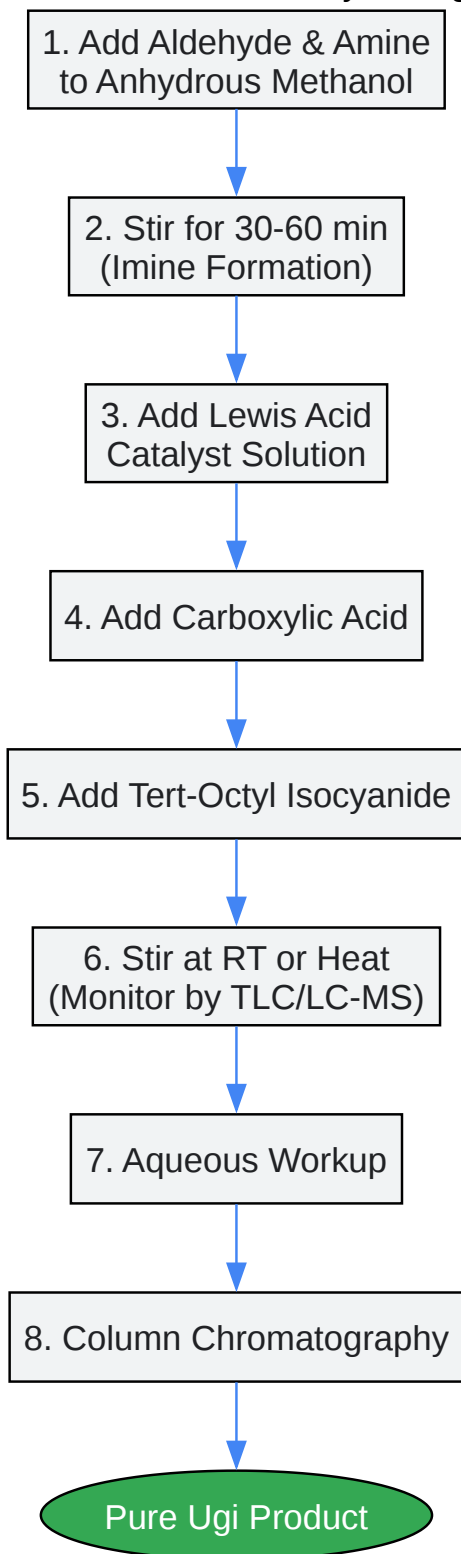 1. Add Aldehyde & Amine
to Anhydrous Methanol
2. Stir for 30-60 min
(Imine Formation)
3. Add Lewis Acid
Catalyst Solution
4. Add Carboxylic Acid
5. Add Tert-Octyl Isocyanide
6. Stir at RT or Heat
(Monitor by TLC/LC-MS)
7. Aqueous Workup
8. Column Chromatography
Pure Ugi Product